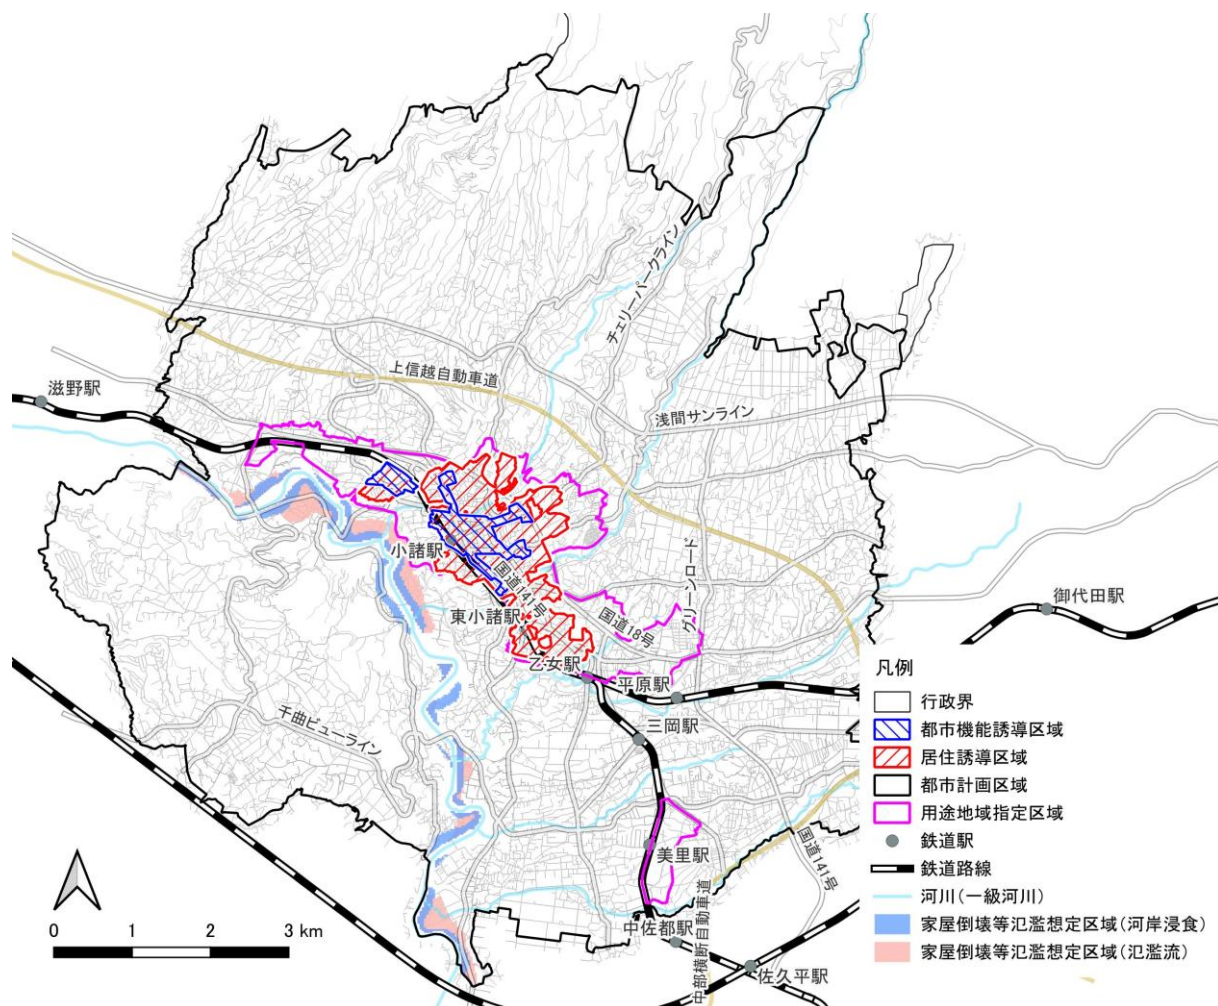 チェリーパークライン
上信越自動車道
滋野駅
浅間サンライン
小諸駅
国道141号
グリーンロード
御代田駅
東小諸駅
国道18号
乙女駅
平原駅
三岡駅
千曲ビューライン
美里駅
国道141号
中佐都駅
中部横断自動車道
佐久平駅
0 1 2 3 km
凡例
行政界
都市機能誘導区域
居住誘導区域
都市計画区域
用途地域指定区域
鉄道駅
鉄道路線
河川(一級河川)
家屋倒壊等氾濫想定区域(河岸浸食)
家屋倒壊等氾濫想定区域(氾濫流)